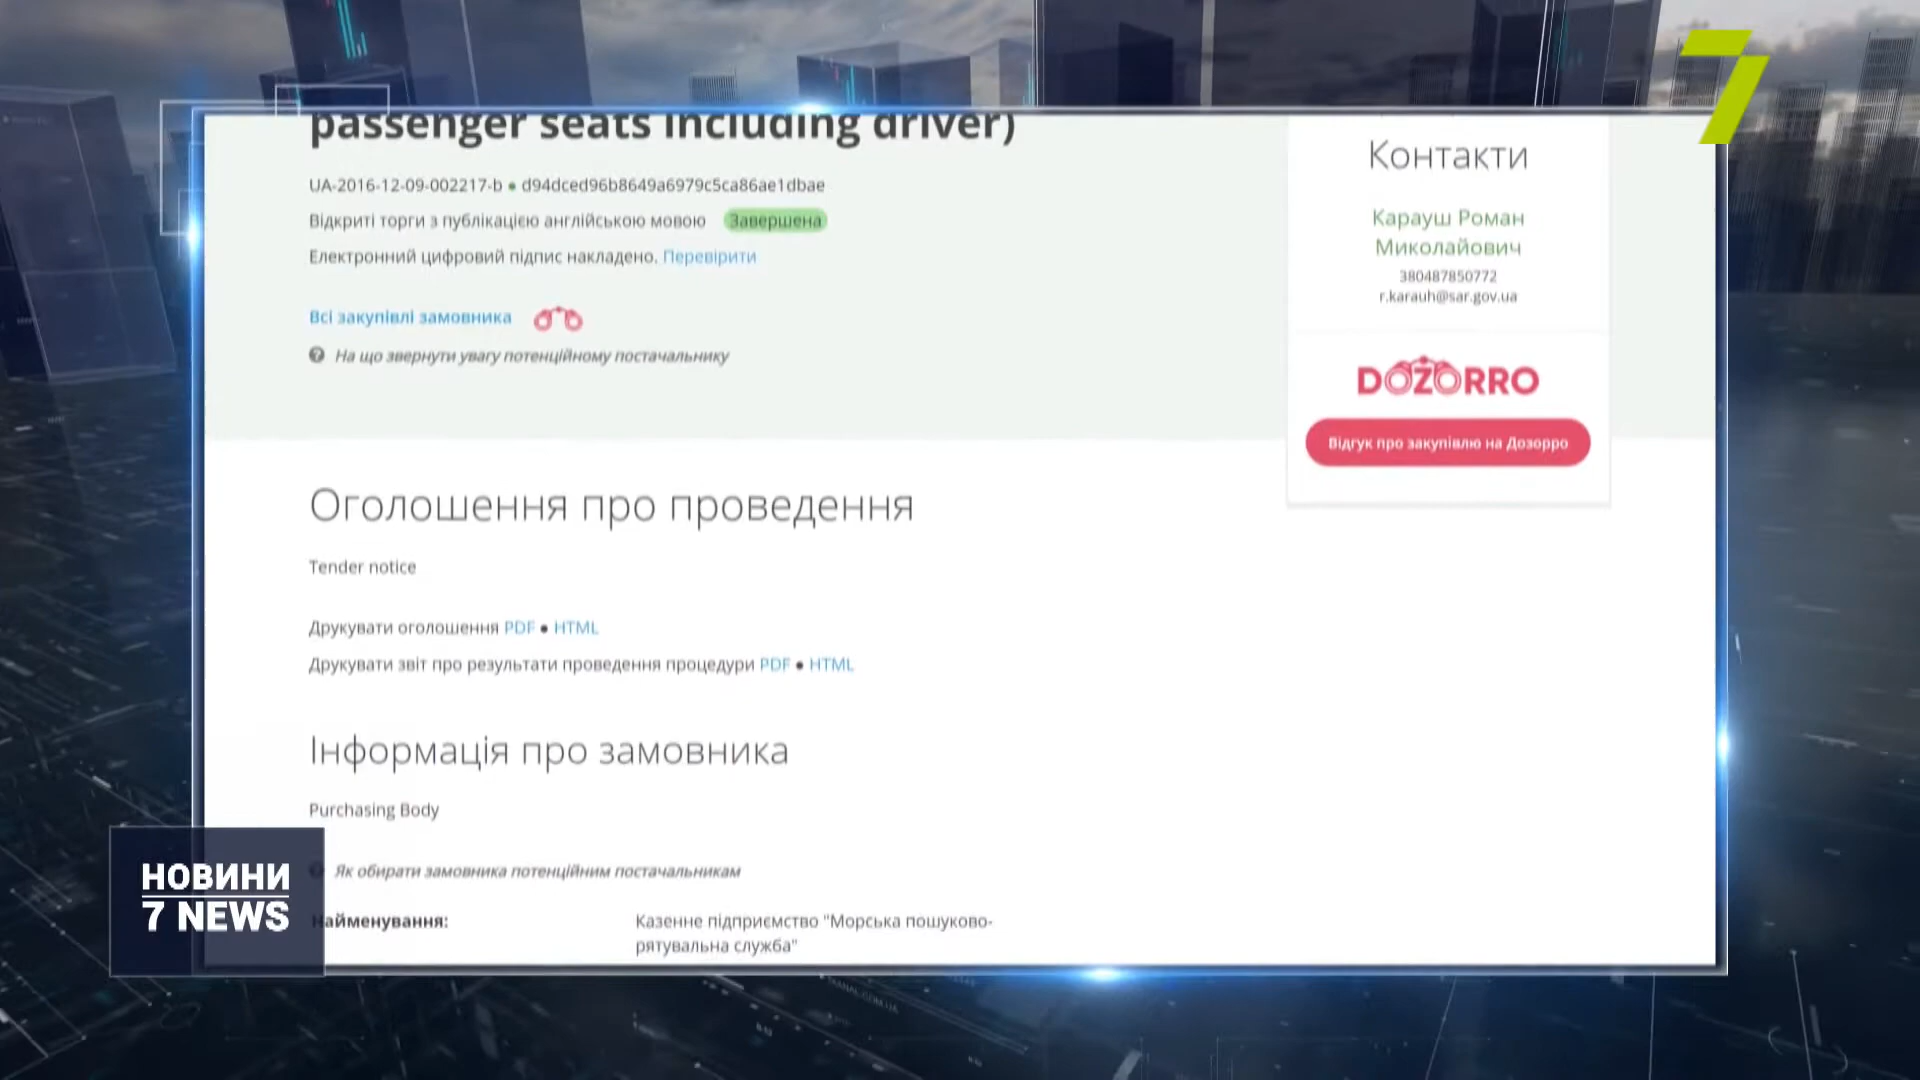 passenger seats including driver)
UA-2016-12-09-002217-b ● d94dced96b8649a6979c5ca86ae1dbae
Відкриті торги з публікацією англійською мовою Завершена
Електронний цифровий підпис накладено. Перевірити
Всі закупівлі замовника
На що звернути увагу потенційному постачальнику
Контакти
Карауш Роман
Миколайович
380487850772
r.karauh@sar.gov.ua
DOZORRO
Відгук про закупівлю на Дозорро
Оголошення про проведення
Tender notice
Друкувати оголошення PDF ● HTML
Друкувати звіт про результати проведення процедури PDF ● HTML
Інформація про замовника
Purchasing Body
Як обирати замовника потенційним постачальникам
Найменування:
Казенне підприємство "Морська пошуково-
рятувальна служба"
7
НОВИНИ
7 NEWS